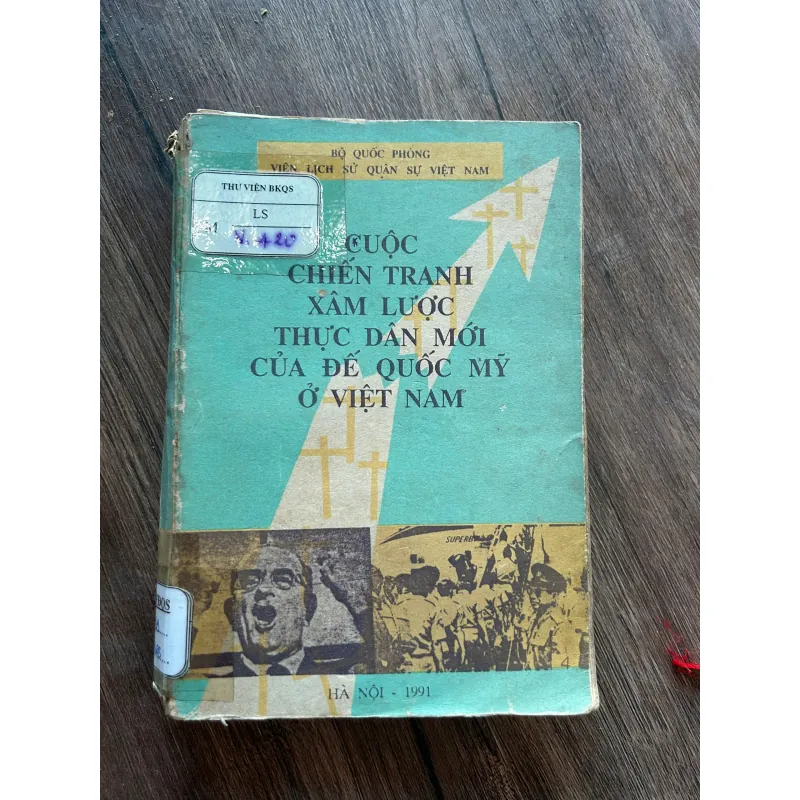 BỘ QUỐC PHÒNG
VIỆN LỊCH SỬ QUÂN SỰ VIỆT NAM
THƯ VIỆN BKQS
LS
CUỘC
CHIẾN TRANH
XÂM LƯỢC
THỰC DÂN MỚI
CỦA ĐẾ QUỐC MỸ
Ở VIỆT NAM
4
HÀ NỘI - 1991